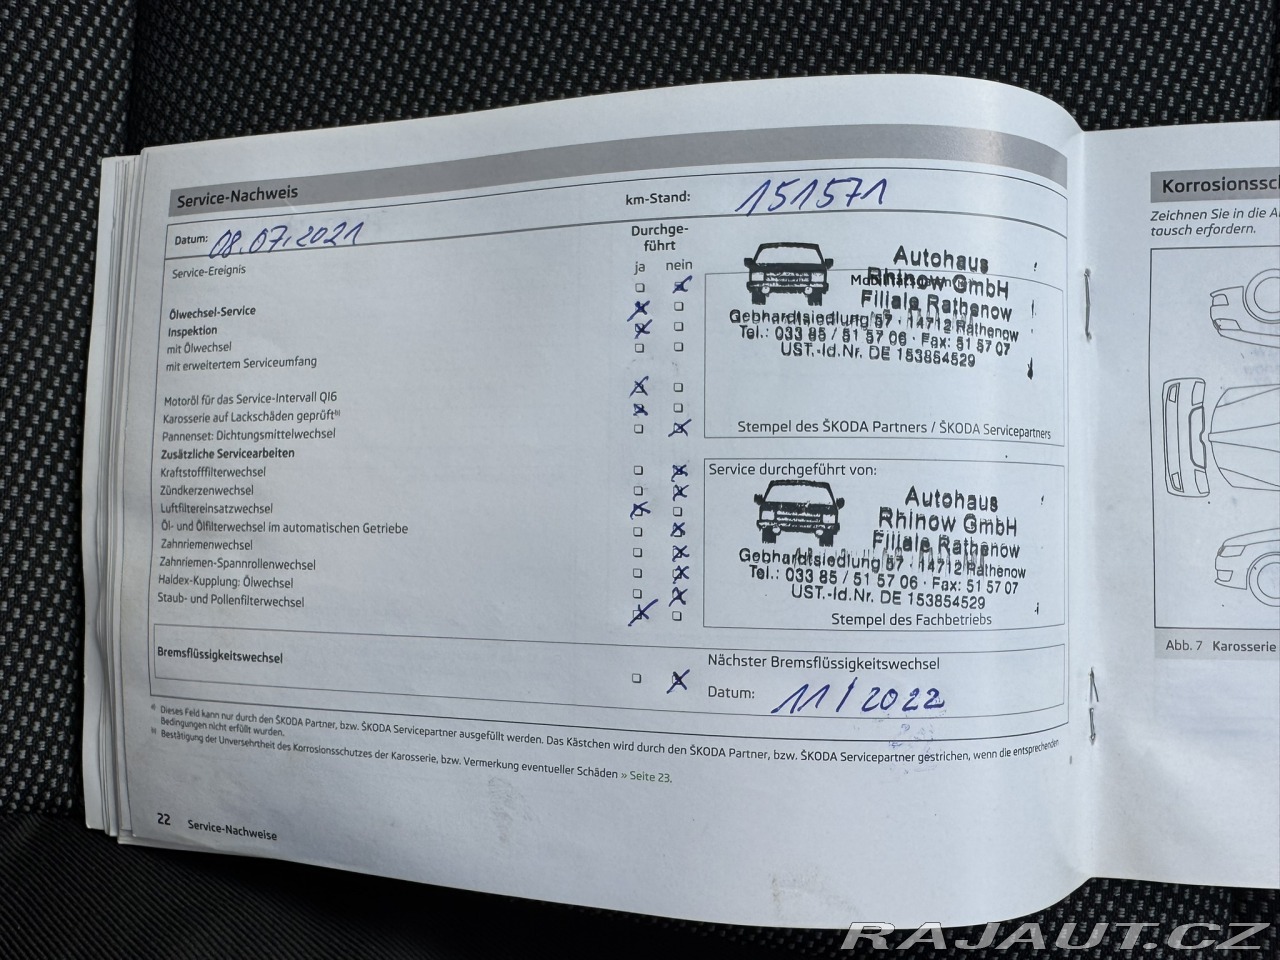 Service-Nachweis
Datum: 08.07.2021
km-Stand: 151571
Service-Ereignis
Durchge-
führt
ja nein
Ölwechsel-Service
Inspektion
mit Ölwechsel
mit erweitertem Serviceumfang
Motoröl für das Service-Intervall QI6
Karosserie auf Lackschäden geprüft b)
Pannenset: Dichtungsmittelwechsel
Zusätzliche Servicearbeiten
Kraftstofffilterwechsel
Zündkerzenwechsel
Luftfiltereinsatzwechsel
Öl- und Ölfilterwechsel im automatischen Getriebe
Zahnriemenwechsel
Zahnriemen-Spannrollenwechsel
Haldex-Kupplung: Ölwechsel
Staub- und Pollenfilterwechsel
Autohaus
Rhinow GmbH
Filiale Rathenow
Gebhardtsiedlung 57 · 14712 Rathenow
Tel.: 033 85 / 51 57 06 · Fax: 51 57 07
UST.-Id.Nr. DE 153854529
Stempel des ŠKODA Partners / ŠKODA Servicepartners
Service durchgeführt von:
Autohaus
Rhinow GmbH
Filiale Rathenow
Gebhardtsiedlung 57 · 14712 Rathenow
Tel.: 033 85 / 51 57 06 · Fax: 51 57 07
UST.-Id.Nr. DE 153854529
Stempel des Fachbetriebs
Bremsflüssigkeitswechsel
Nächster Bremsflüssigkeitswechsel
Datum: 11/2022
a) Dieses Feld kann nur durch den ŠKODA Partner, bzw. ŠKODA Servicepartner ausgefüllt werden. Das Kästchen wird durch den ŠKODA Partner, bzw. ŠKODA Servicepartner gestrichen, wenn die entsprechenden
Bedingungen nicht erfüllt wurden.
b) Bestätigung der Unversehrtheit des Korrosionsschutzes der Karosserie, bzw. Vermerkung eventueller Schäden » Seite 23.
22 Service-Nachweise
Korrosionssch
Zeichnen Sie in die A
tausch erfordern.
Abb. 7 Karosserie
RAJAUT.CZ